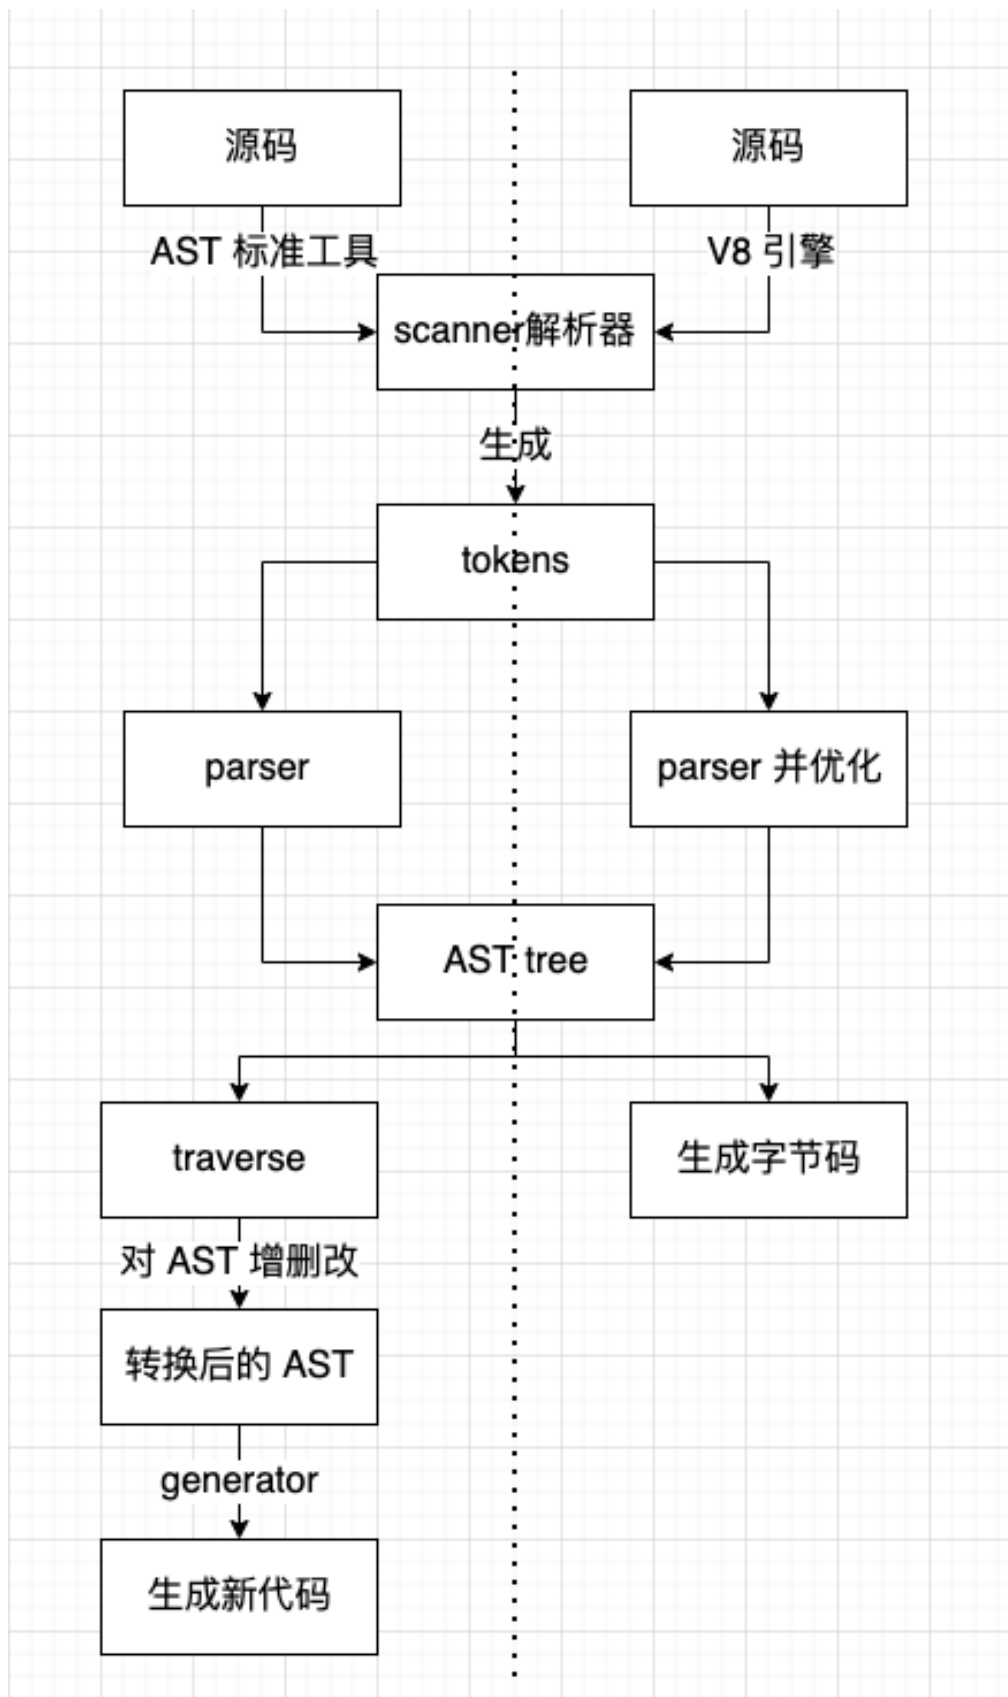 源码
源码
AST 标准工具
V8 引擎
scanner解析器
生成
tokens
parser
parser 并优化
AST tree
traverse
生成字节码
对 AST 增删改
转换后的 AST
generator
生成新代码